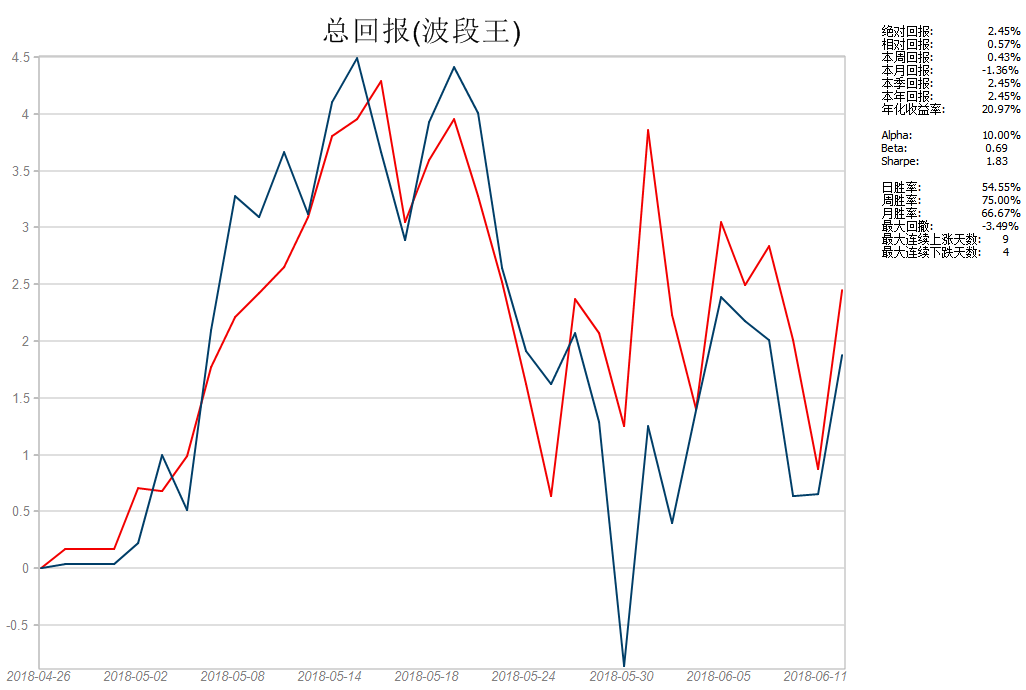 总回报(波段王)
4.5
4
3.5
3
2.5
2
1.5
1
0.5
0
-0.5
2018-04-26 2018-05-02 2018-05-08 2018-05-14 2018-05-18 2018-05-24 2018-05-30 2018-06-05 2018-06-11
绝对回报: 2.45%
相对回报: 0.57%
本周回报: 0.43%
本月回报: -1.36%
本季回报: 2.45%
本年回报: 2.45%
年化收益率: 20.97%
Alpha: 10.00%
Beta: 0.69
Sharpe: 1.83
日胜率: 54.55%
周胜率: 75.00%
月胜率: 66.67%
最大回撤: -3.49%
最大连续上涨天数: 9
最大连续下跌天数: 4